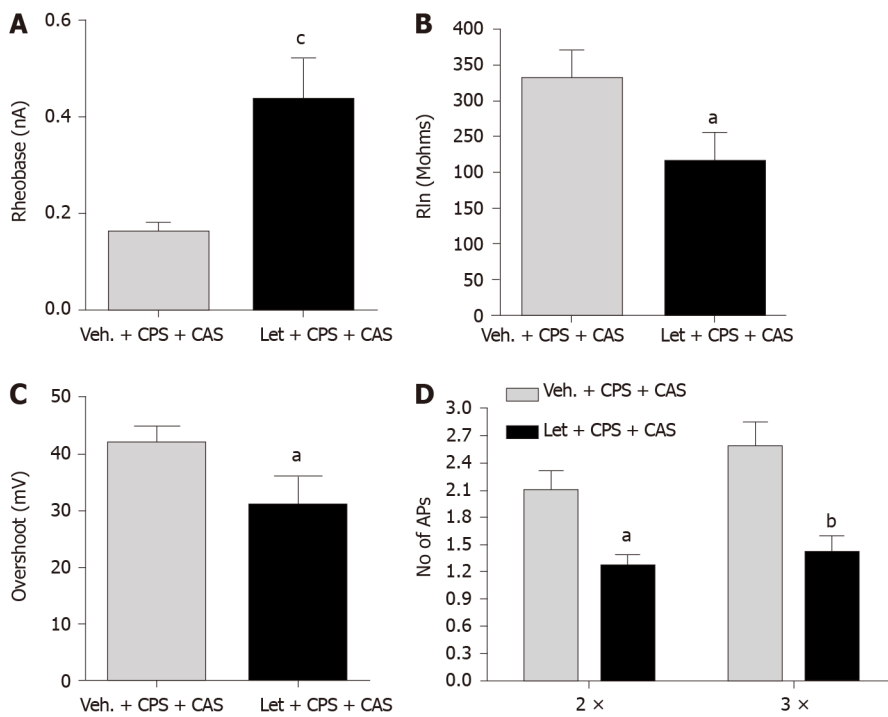 A
0.6
0.4
0.2
0.0
Rheobase (nA)
c
Veh. + CPS + CAS
Let + CPS + CAS
B
400
350
300
250
100
150
100
50
0
RIn (Mohms)
a
Veh. + CPS + CAS
Let + CPS + CAS
C
50
40
30
20
10
0
Overshoot (mV)
a
Veh. + CPS + CAS
Let + CPS + CAS
D
Veh. + CPS + CAS
Let + CPS + CAS
3.0
2.7
2.4
2.1
1.8
1.5
1.2
0.9
0.6
0.3
0.0
No of APs
a
b
2 ×
3 ×